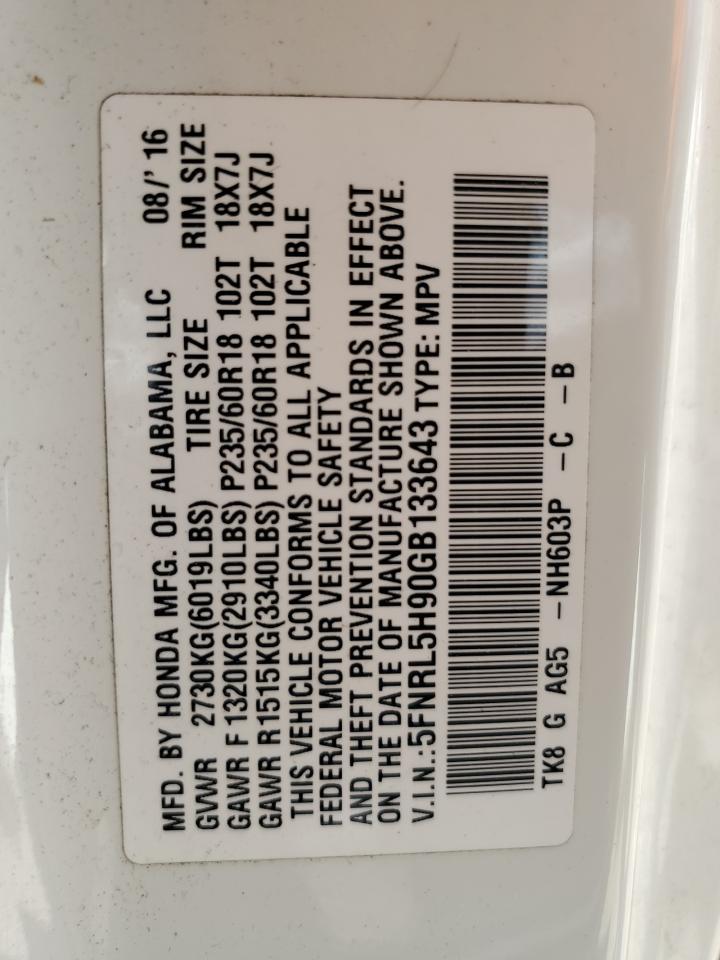 MFD. BY HONDA MFG. OF ALABAMA, LLC 08/' 16
GVWR 2730KG(6019LBS) TIRE SIZE RIM SIZE
GAWR F 1320KG(2910LBS) P235/60R18 102T 18X7J
GAWR R1515KG(3340LBS) P235/60R18 102T 18X7J
THIS VEHICLE CONFORMS TO ALL APPLICABLE
FEDERAL MOTOR VEHICLE SAFETY
AND THEFT PREVENTION STANDARDS IN EFFECT
ON THE DATE OF MANUFACTURE SHOWN ABOVE.
V.I.N.:5FNRL5H90GB133643 TYPE: MPV
TK8 G AG5 -NH603P -C -B